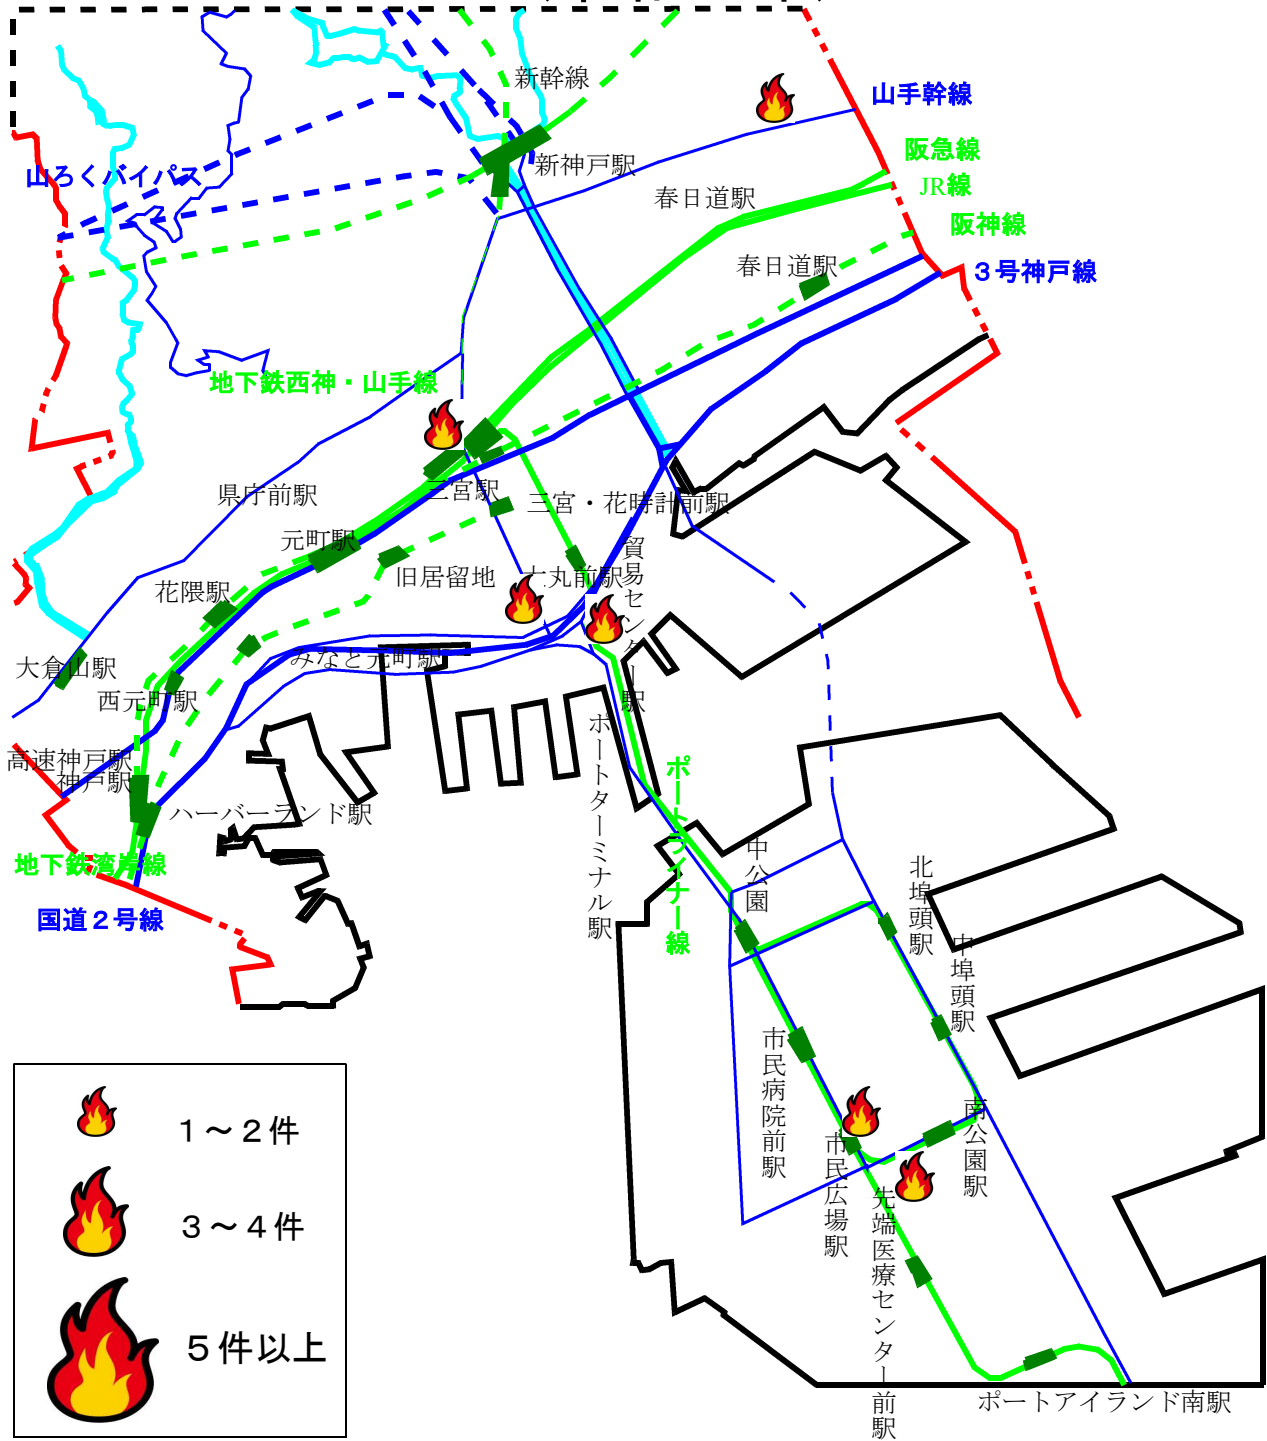 新幹線
山手幹線
阪急線
新神戸駅
山ろくバイパス
JR線
春日道駅
阪神線
春日道駅
３号神戸線
地下鉄西神・山手線
県庁前駅
三宮駅
三宮・花時計前駅
元町駅
貿易センター駅
旧居留地　大丸前駅
花隈駅
みなと元町駅
大倉山駅
西元町駅
ポートターミナル駅
高速神戸駅
神戸駅
ポートライナー線
ハーバーランド駅
中公園
地下鉄湾岸線
北埠頭駅
国道２号線
中埠頭駅
市民病院前駅
南公園駅
市民広場駅
先端医療センター前駅
ポートアイランド南駅
１～２件
３～４件
５件以上